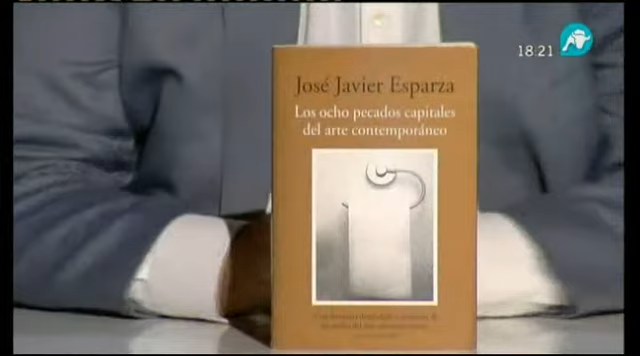 18:21
José Javier Esparza
Los ocho pecados capitales
del arte contemporáneo